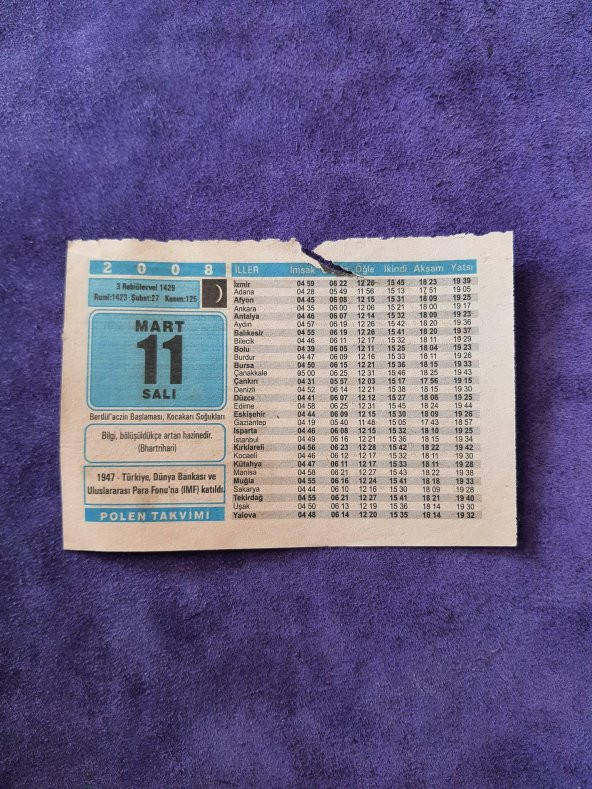 2 0 0 8
3 Rebiülevvel 1429
Rumi:1423 Şubat:27 Kasım:125
MART
11
SALI
Berdül'aczin Başlaması, Kocakarı Soğukları
Bilgi, bölüşüldükçe artan hazinedir.
(Bhartrihari)
1947 - Türkiye, Dünya Bankası ve
Uluslararası Para Fonu'na (IMF) katıldı.
POLEN TAKVİMİ
İLLER İmsak Öğle İkindi Akşam Yatsı
İzmir 04 59 06 22 12 26 15 45 18 23 19 39
Adana 04 28 05 49 11 56 15 13 17 51 19 05
Afyon 04 45 06 08 12 15 15 31 18 09 19 25
Ankara 04 35 06 00 12 06 15 21 18 00 19 17
Antalya 04 46 06 07 12 14 15 32 18 09 19 23
Aydın 04 57 06 19 12 26 15 42 18 20 19 36
Balıkesir 04 55 06 19 12 26 15 41 18 20 19 37
Bilecik 04 46 06 11 12 17 15 32 18 11 19 29
Bolu 04 39 06 05 12 11 15 25 18 04 19 23
Burdur 04 47 06 09 12 16 15 33 18 11 19 26
Bursa 04 50 06 15 12 21 15 36 18 15 19 33
Çanakkale 85 00 06 25 12 31 15 46 18 25 19 43
Çankırı 04 31 05 57 12 03 15 17 17 56 19 15
Denizli 04 52 06 14 12 21 15 38 18 15 19 30
Düzce 04 41 06 07 12 12 15 27 18 06 19 25
Edirne 04 58 06 25 12 31 15 45 18 24 19 44
Eskişehir 04 44 06 09 12 15 15 30 18 09 19 26
Gaziantep 04 19 05 40 11 48 15 05 17 43 18 57
Isparta 04 46 06 08 12 15 15 32 18 10 19 25
İstanbul 04 49 06 16 12 21 15 36 18 15 19 34
Kırklareli 04 56 06 23 12 28 15 42 18 22 19 42
Kocaeli 04 46 06 12 12 17 15 32 18 11 19 30
Kütahya 04 47 06 11 12 17 15 33 18 11 19 28
Manisa 04 58 06 21 12 27 15 43 18 22 19 38
Muğla 04 55 06 16 12 24 15 41 18 18 19 33
Sakarya 04 44 06 10 12 16 15 30 18 09 19 28
Tekirdağ 04 55 06 21 12 27 15 41 18 21 19 40
Uşak 04 50 06 13 12 19 15 36 18 14 19 30
Yalova 04 48 06 14 12 20 15 35 18 14 19 32